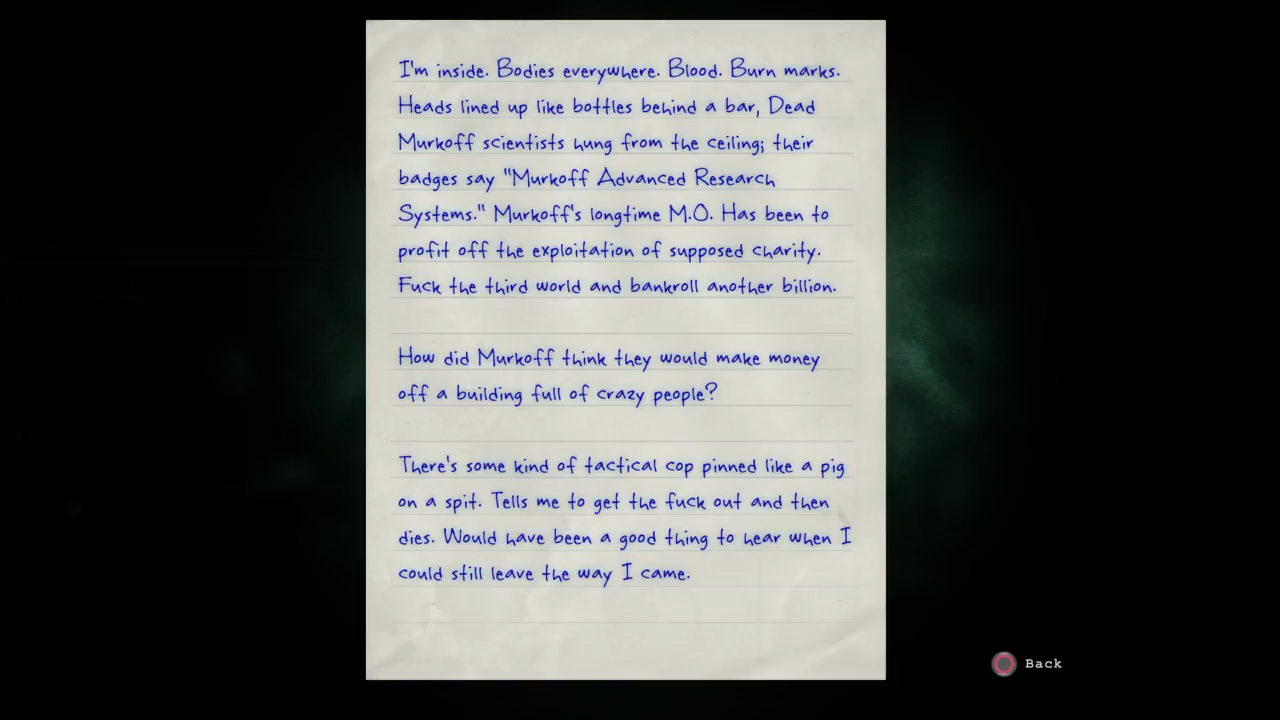 I'm inside. Bodies everywhere. Blood. Burn marks.
Heads lined up like bottles behind a bar, Dead
Murkoff scientists hung from the ceiling; their
badges say "Murkoff Advanced Research
Systems." Murkoff's longtime M.O. Has been to
profit off the exploitation of supposed charity.
Fuck the third world and bankroll another billion.
How did Murkoff think they would make money
off a building full of crazy people?
There's some kind of tactical cop pinned like a pig
on a spit. Tells me to get the fuck out and then
dies. Would have been a good thing to hear when I
could still leave the way I came.
Back